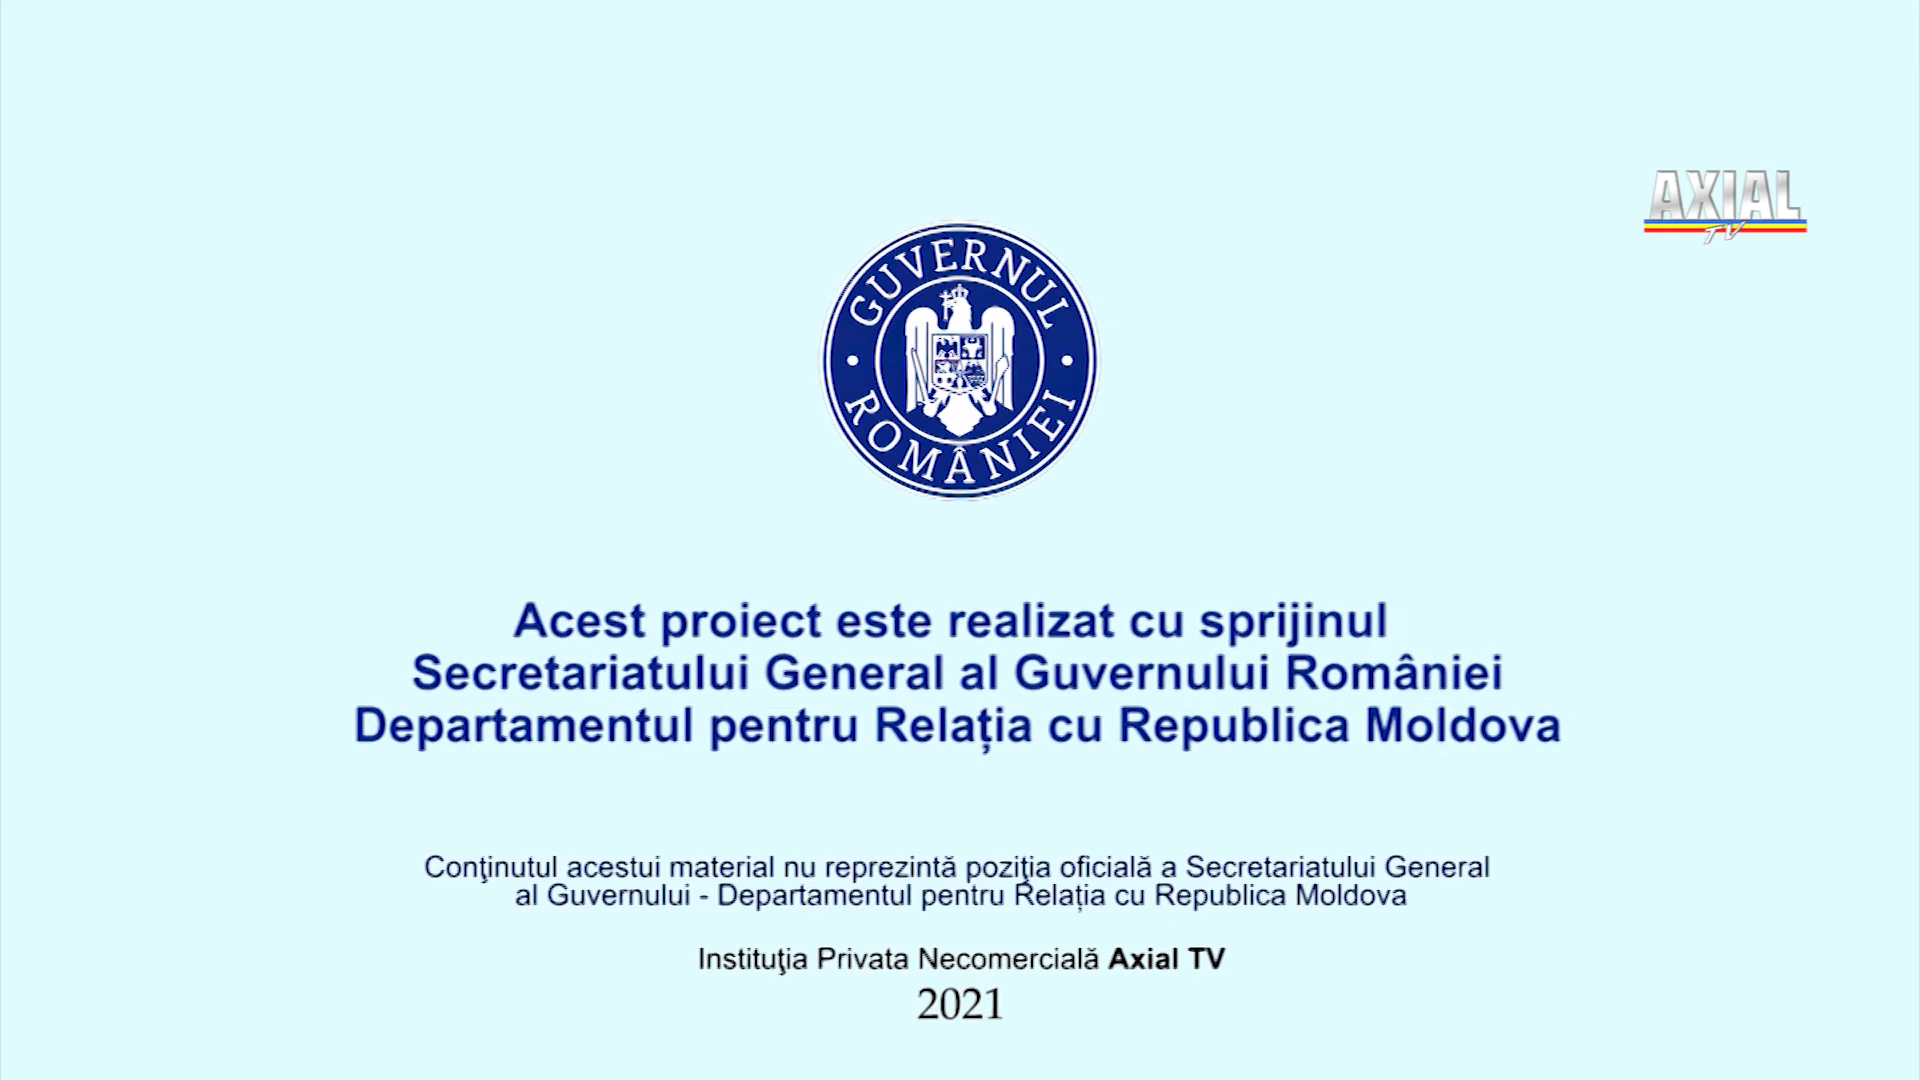 AXIAL
TV
GUVERNUL
ROMÂNIEI
Acest proiect este realizat cu sprijinul
Secretariatului General al Guvernului României
Departamentul pentru Relația cu Republica Moldova
Conţinutul acestui material nu reprezintă poziţia oficială a Secretariatului General
al Guvernului - Departamentul pentru Relația cu Republica Moldova
Instituţia Privata Necomercială Axial TV
2021